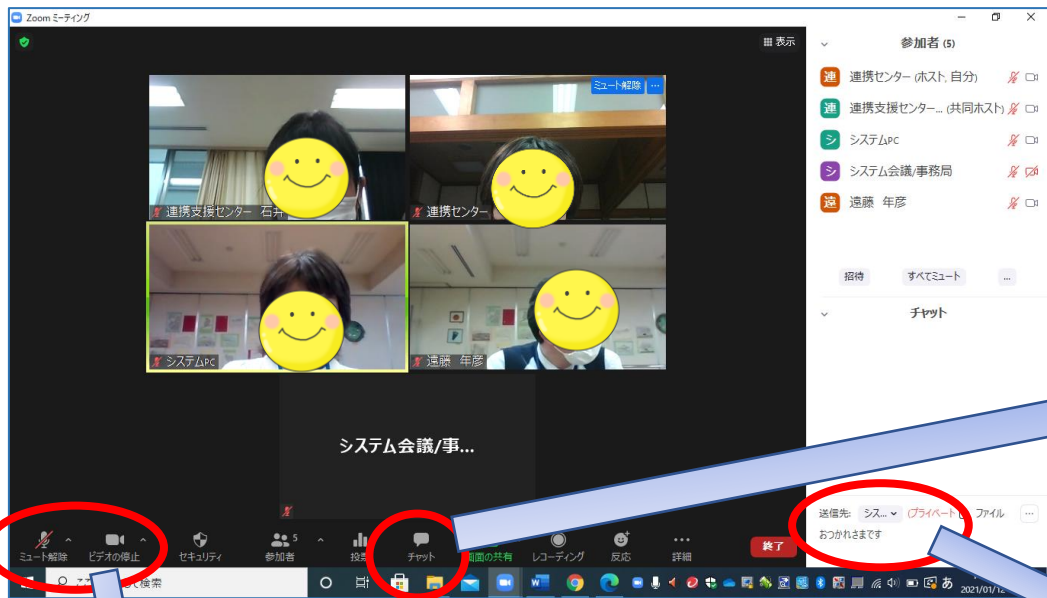 Zoom ミーティング
表示
参加者 (5)
連 連携センター (ホスト, 自分)
連 連携支援センター... (共同ホスト)
シ システムPC
シ システム会議/事務局
遠 遠藤 年彦
招待 すべてミュート ...
チャット
ミュート解除 ...
連携支援センター 石井
連携センター
システムPC
遠藤 年彦
システム会議/事...
送信先: シス... (プライベート ファイル ...
おつかれさまです
ミュート解除 ビデオの停止 セキュリティ 参加者 5 チャット 画面の共有 レコーディング 反応 詳細 終了
て検索
あ
2021/01/12